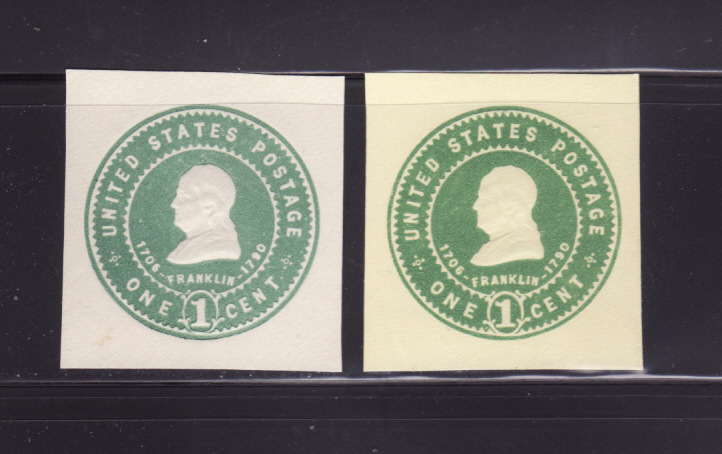 UNITED STATES POSTAGE
1706 - FRANKLIN - 1790
ONE 1 CENT
UNITED STATES POSTAGE
1706 - FRANKLIN - 1790
ONE 1 CENT